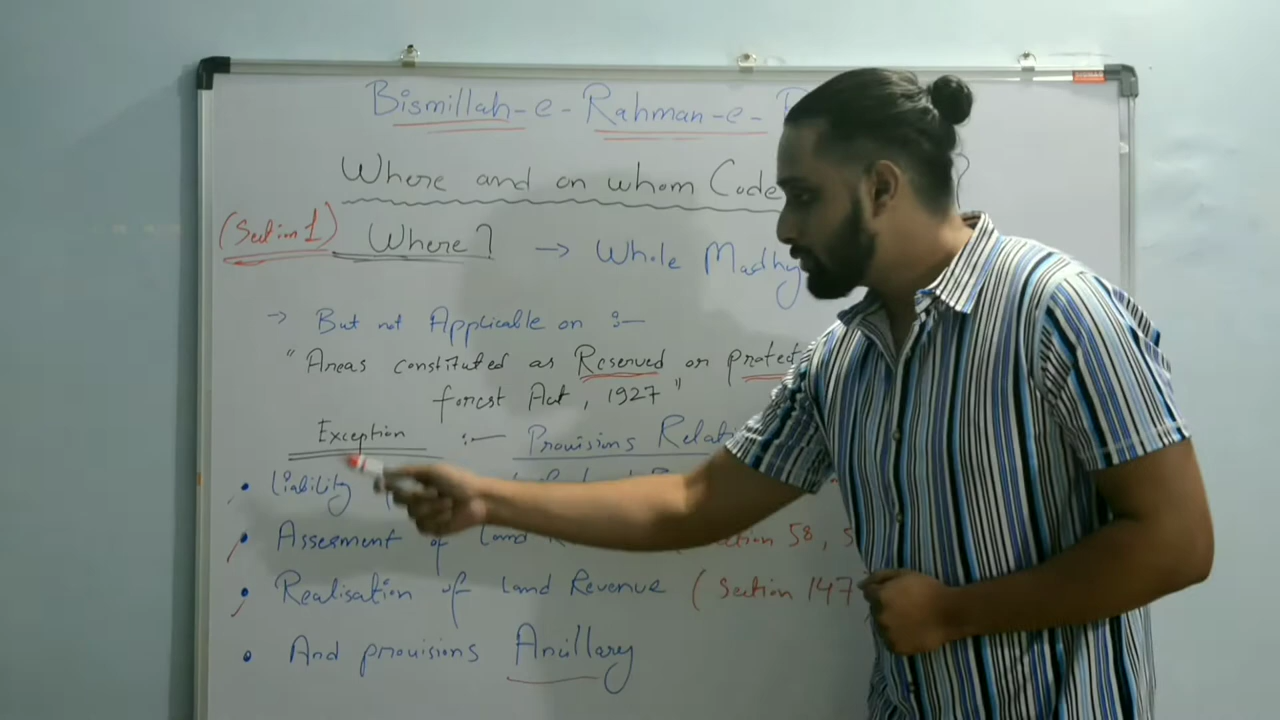 Bismillah-e-Rahman-e-
Where and on whom Code
(Section 1) Where? → Whole Madhy
→ But not Applicable on :-
"Areas constituted as Reserved or protect
forest Act, 1927"
Exception :- Provisions Relati
• Liability
• Assesment of Land (Section 58, 5
• Realisation of Land Revenue (Section 147
• And provisions Ancillary